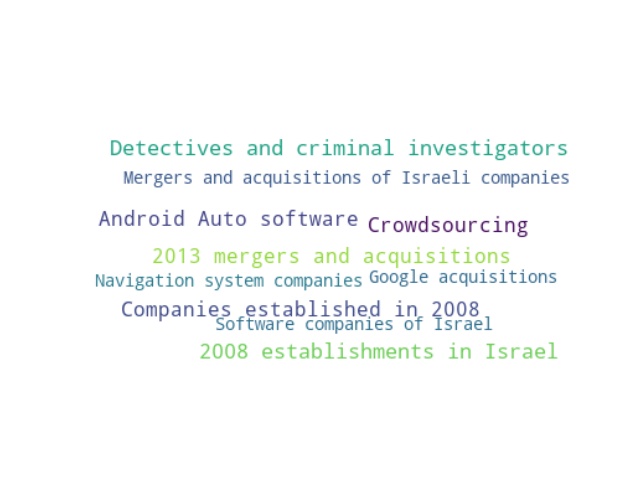 Detectives and criminal investigators
Mergers and acquisitions of Israeli companies
Android Auto software
Crowdsourcing
2013 mergers and acquisitions
Navigation system companies
Google acquisitions
Companies established in 2008
Software companies of Israel
2008 establishments in Israel